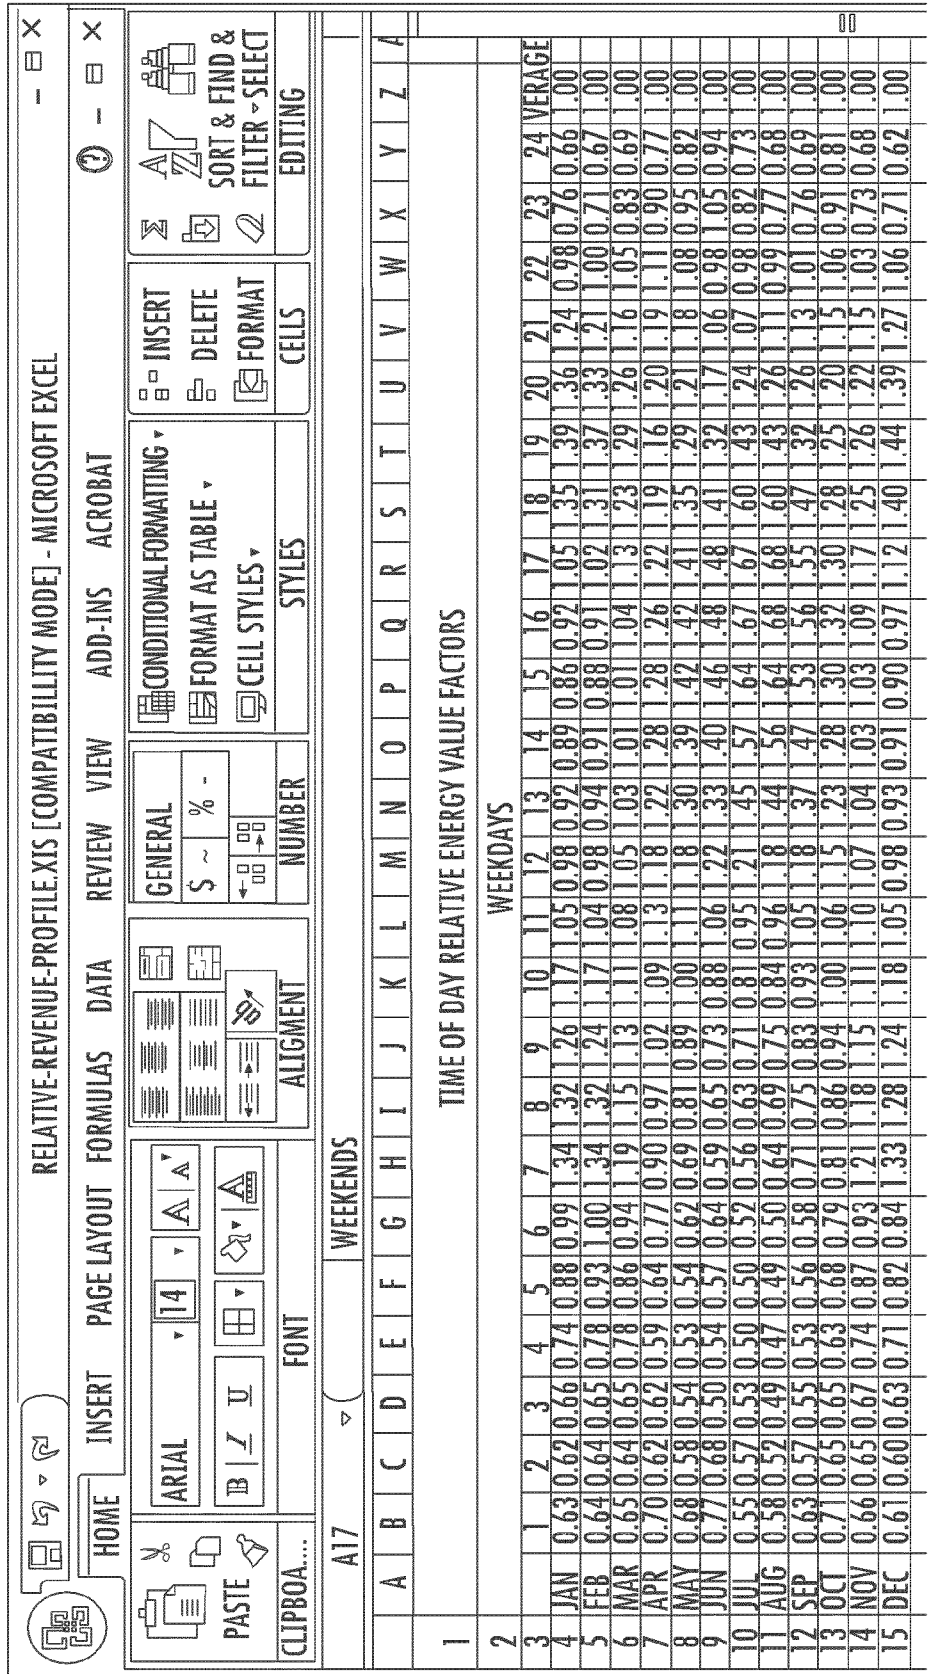 RELATIVE-REVENUE-PROFILE.XIS [COMPATIBILLITY MODE] - MICROSOFT EXCEL
HOME INSERT PAGE LAYOUT FORMULAS DATA REVIEW VIEW ADD-INS ACROBAT
PASTE
CLIPBOA....
ARIAL 14 A A
B I U A
FONT
ALIGMENT
GENERAL
$ ~ % -
NUMBER
CONDITIONAL FORMATTING
FORMAT AS TABLE
CELL STYLES
STYLES
INSERT
DELETE
FORMAT
CELLS
Σ A Z
SORT & FIND &
FILTER SELECT
EDITING
A17 WEEKENDS
A B C D E F G H I J K L M N O P Q R S T U V W X Y Z A
1 TIME OF DAY RELATIVE ENERGY VALUE FACTORS
2 WEEKDAYS
3 1 2 3 4 5 6 7 8 9 10 11 12 13 14 15 16 17 18 19 20 21 22 23 24 VERAGE
4 JAN 0.63 0.62 0.66 0.74 0.88 0.99 1.34 1.32 1.26 1.17 1.05 0.98 0.92 0.89 0.86 0.92 1.05 1.35 1.39 1.36 1.24 0.98 0.76 0.66 1.00
5 FEB 0.64 0.64 0.65 0.78 0.93 1.00 1.34 1.32 1.24 1.17 1.04 0.98 0.94 0.91 0.88 0.91 1.02 1.31 1.37 1.33 1.21 1.00 0.71 0.67 1.00
6 MAR 0.65 0.64 0.65 0.78 0.86 0.94 1.19 1.15 1.13 1.11 1.08 1.05 1.03 1.01 1.01 1.04 1.13 1.23 1.29 1.26 1.16 1.05 0.83 0.69 1.00
7 APR 0.70 0.62 0.62 0.59 0.64 0.77 0.90 0.97 1.02 1.09 1.13 1.18 1.22 1.28 1.28 1.26 1.22 1.19 1.16 1.20 1.19 1.11 0.90 0.77 1.00
8 MAY 0.68 0.58 0.54 0.53 0.54 0.62 0.69 0.81 0.89 1.00 1.11 1.18 1.30 1.39 1.42 1.42 1.41 1.35 1.29 1.21 1.18 1.08 0.95 0.82 1.00
9 JUN 0.77 0.68 0.50 0.54 0.57 0.64 0.59 0.65 0.73 0.88 1.06 1.22 1.33 1.40 1.46 1.48 1.48 1.41 1.32 1.17 1.06 0.98 1.05 0.94 1.00
10 JUL 0.55 0.57 0.53 0.50 0.50 0.52 0.56 0.63 0.71 0.81 0.95 1.21 1.45 1.57 1.64 1.67 1.67 1.60 1.43 1.24 1.07 0.98 0.82 0.73 1.00
11 AUG 0.58 0.52 0.49 0.47 0.49 0.50 0.64 0.69 0.75 0.84 0.96 1.18 1.44 1.56 1.64 1.68 1.68 1.60 1.43 1.26 1.11 0.99 0.77 0.68 1.00
12 SEP 0.63 0.57 0.55 0.53 0.56 0.58 0.71 0.75 0.83 0.93 1.05 1.18 1.37 1.47 1.53 1.56 1.55 1.47 1.32 1.26 1.13 1.01 0.76 0.69 1.00
13 OCT 0.71 0.65 0.65 0.63 0.68 0.79 0.81 0.86 0.94 1.00 1.06 1.15 1.23 1.28 1.30 1.32 1.30 1.28 1.25 1.20 1.15 1.06 0.91 0.81 1.00
14 NOV 0.66 0.65 0.67 0.74 0.87 0.93 1.21 1.18 1.15 1.11 1.10 1.07 1.04 1.03 1.03 1.09 1.17 1.25 1.26 1.22 1.15 1.03 0.73 0.68 1.00
15 DEC 0.61 0.60 0.63 0.71 0.82 0.84 1.33 1.28 1.24 1.18 1.05 0.98 0.93 0.91 0.90 0.97 1.12 1.40 1.44 1.39 1.27 1.06 0.71 0.62 1.00